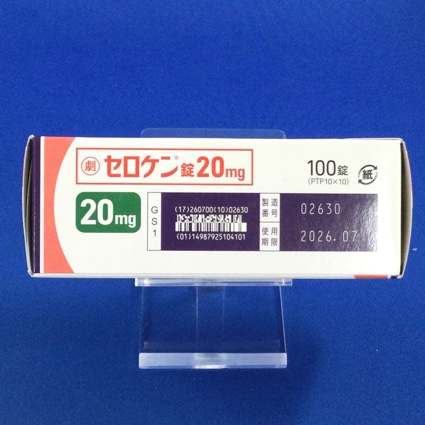 劇 セロケン®錠20mg
100錠
(PTP10×10)
紙
20mg
GS1
(17)260700(10)02630
(01)14987925104101
製造番号 02630
使用期限 2026.07